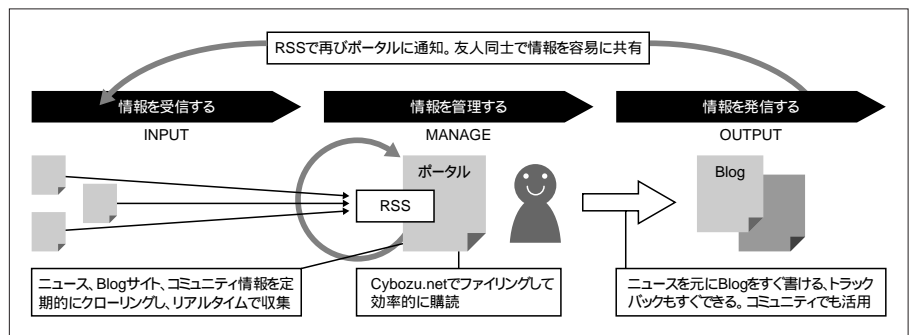 RSSで再びポータルに通知。友人同士で情報を容易に共有
情報を受信する
情報を管理する
情報を発信する
INPUT
MANAGE
OUTPUT
ポータル
Blog
RSS
ニュース、Blogサイト、コミュニティ情報を定
期的にクローリングし、リアルタイムで収集
Cybozu.netでファイリングして
効率的に購読
ニュースを元にBlogをすぐ書ける、トラック
バックもすぐできる。コミュニティでも活用